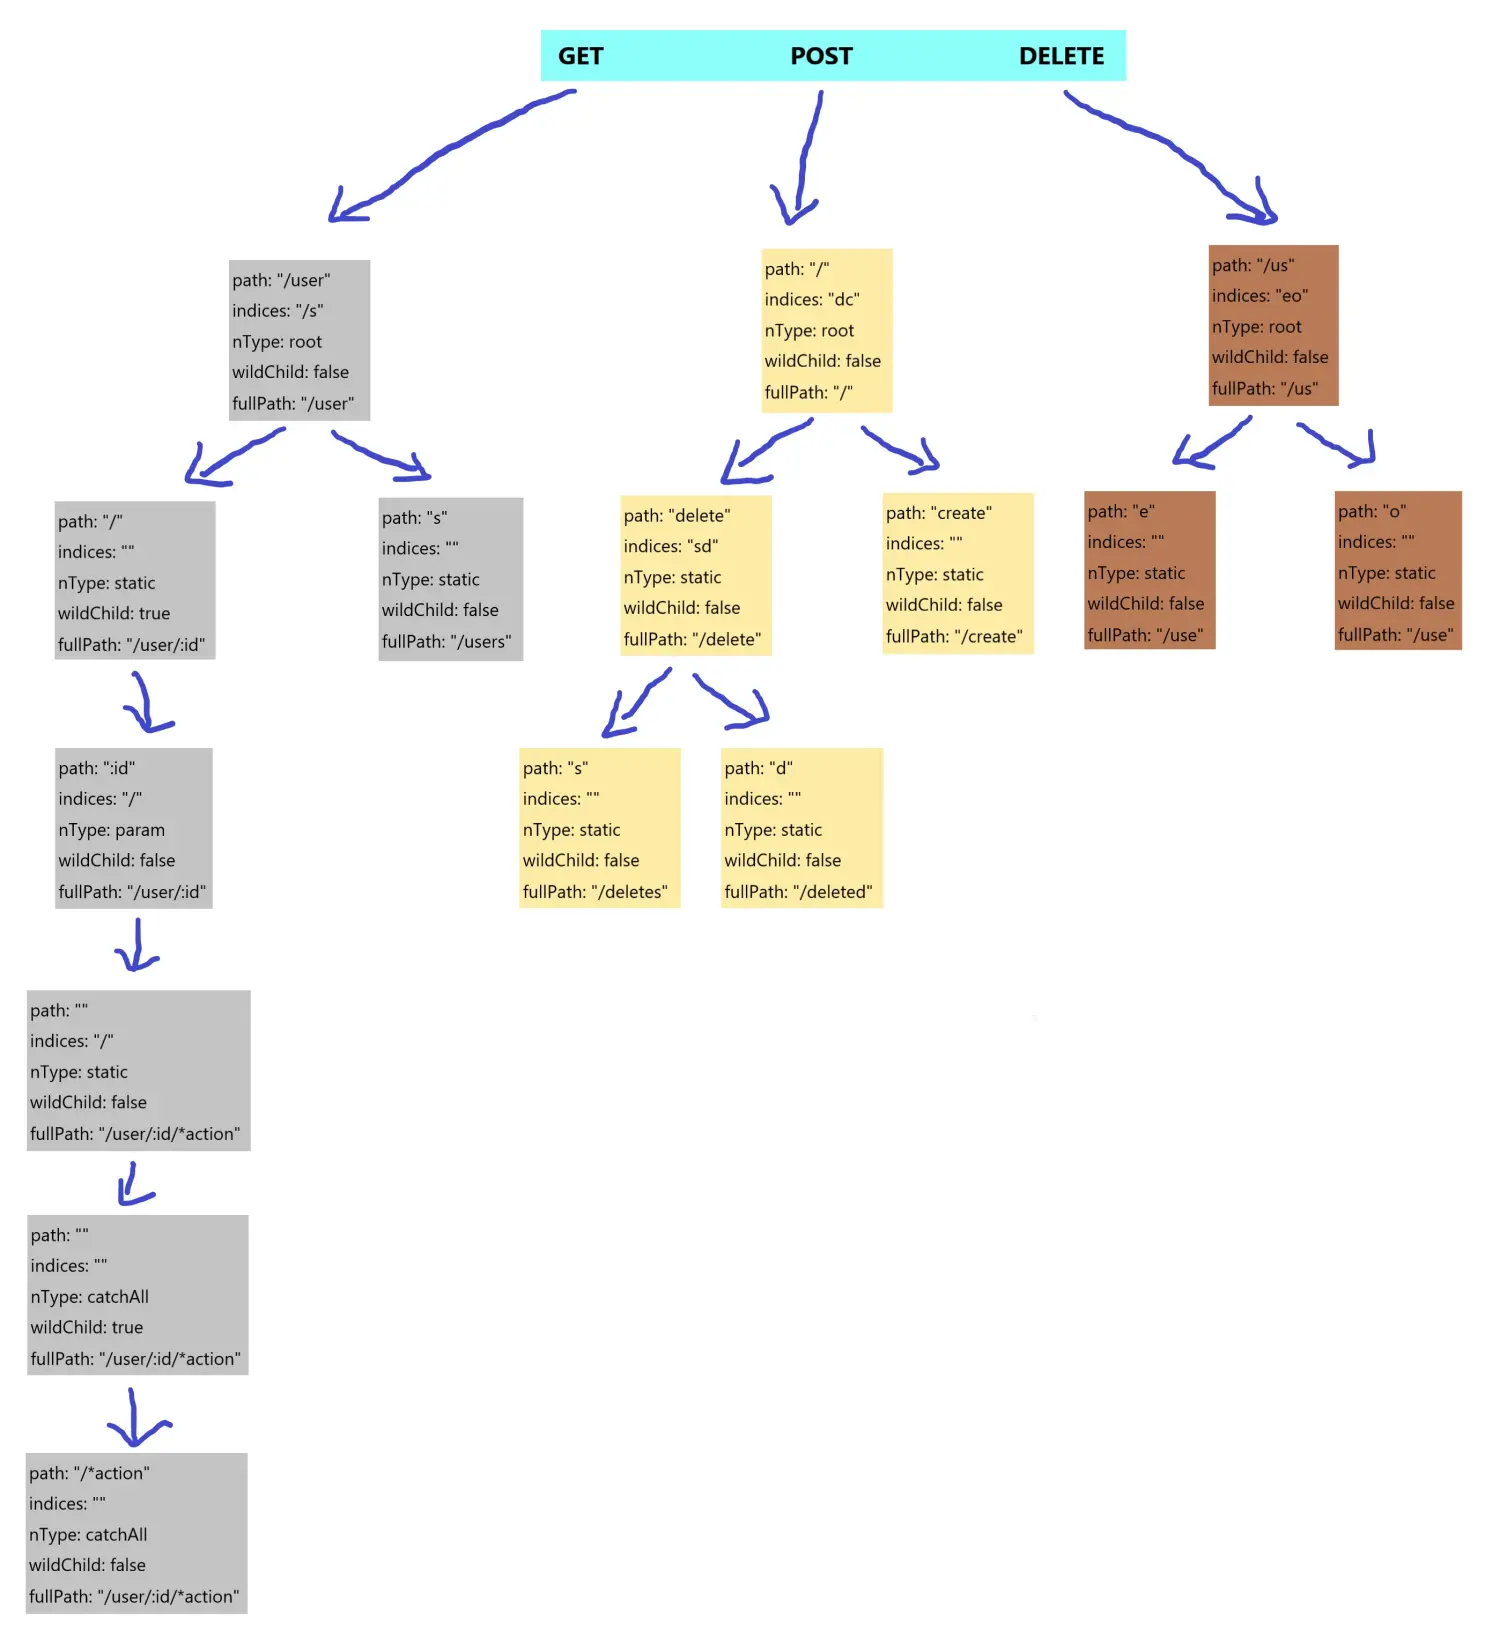 GET POST DELETE
path: "/user"
indices: "/s"
nType: root
wildChild: false
fullPath: "/user"
path: "/"
indices: "dc"
nType: root
wildChild: false
fullPath: "/"
path: "/us"
indices: "eo"
nType: root
wildChild: false
fullPath: "/us"
path: "/"
indices: ""
nType: static
wildChild: true
fullPath: "/user/:id"
path: "s"
indices: ""
nType: static
wildChild: false
fullPath: "/users"
path: "delete"
indices: "sd"
nType: static
wildChild: false
fullPath: "/delete"
path: "create"
indices: ""
nType: static
wildChild: false
fullPath: "/create"
path: "e"
indices: ""
nType: static
wildChild: false
fullPath: "/use"
path: "o"
indices: ""
nType: static
wildChild: false
fullPath: "/use"
path: ":id"
indices: "/"
nType: param
wildChild: false
fullPath: "/user/:id"
path: "s"
indices: ""
nType: static
wildChild: false
fullPath: "/deletes"
path: "d"
indices: ""
nType: static
wildChild: false
fullPath: "/deleted"
path: ""
indices: "/"
nType: static
wildChild: false
fullPath: "/user/:id/*action"
path: ""
indices: ""
nType: catchAll
wildChild: true
fullPath: "/user/:id/*action"
path: "/*action"
indices: ""
nType: catchAll
wildChild: false
fullPath: "/user/:id/*action"